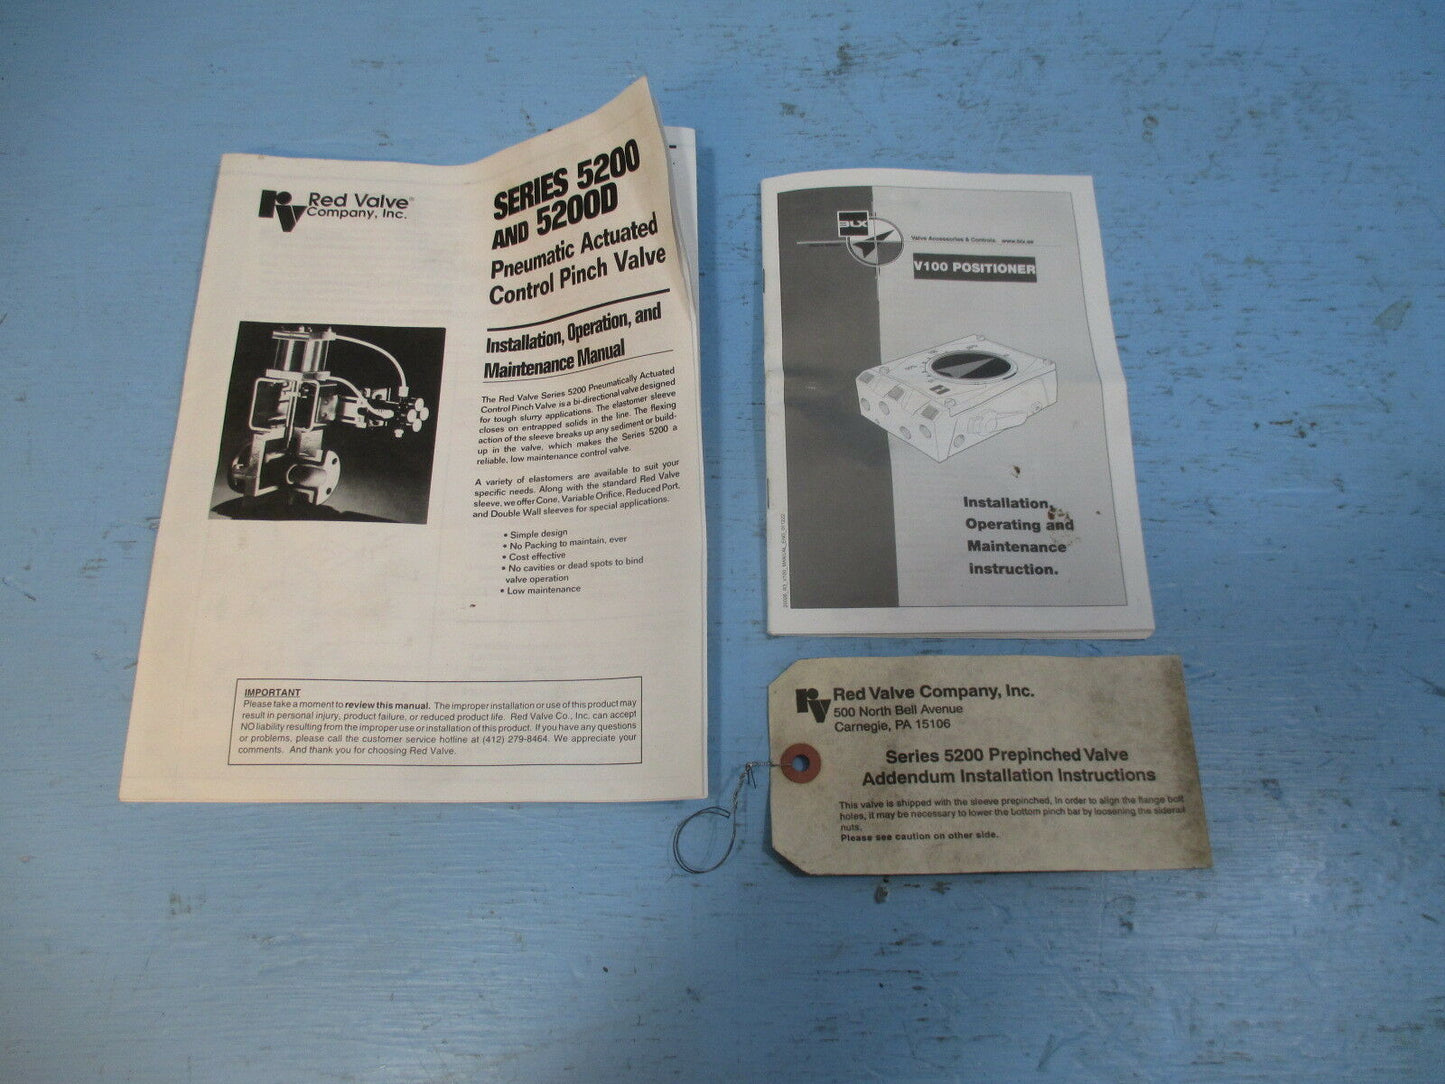 Red Valve®
Company, Inc.
SERIES 5200
AND 5200D
Pneumatic Actuated
Control Pinch Valve
Installation, Operation, and
Maintenance Manual
The Red Valve Series 5200 Pneumatically Actuated
Control Pinch Valve is a bi-directional valve designed
for tough slurry applications. The elastomer sleeve
closes on entrapped solids in the line. The flexing
action of the sleeve breaks up any sediment or build-
up in the valve, which makes the Series 5200 a
reliable, low maintenance control valve.
A variety of elastomers are available to suit your
specific needs. Along with the standard Red Valve
sleeve, we offer Cone, Variable Orifice, Reduced Port,
and Double Wall sleeves for special applications.
• Simple design
• No Packing to maintain, ever
• Cost effective
• No cavities or dead spots to bind
valve operation
• Low maintenance
IMPORTANT
Please take a moment to review this manual. The improper installation or use of this product may
result in personal injury, product failure, or reduced product life. Red Valve Co., Inc. can accept
NO liability resulting from the improper use or installation of this product. If you have any questions
or problems, please call the customer service hotline at (412) 279-8464. We appreciate your
comments. And thank you for choosing Red Valve.
BLX
Valve Accessories & Controls www.blx.se
V100 POSITIONER
Installation,
Operating and
Maintenance
instruction.
rv Red Valve Company, Inc.
500 North Bell Avenue
Carnegie, PA 15106
Series 5200 Prepinched Valve
Addendum Installation Instructions
This valve is shipped with the sleeve prepinched, in order to align the flange bolt
holes, it may be necessary to lower the bottom pinch bar by loosening the siderail
nuts.
Please see caution on other side.